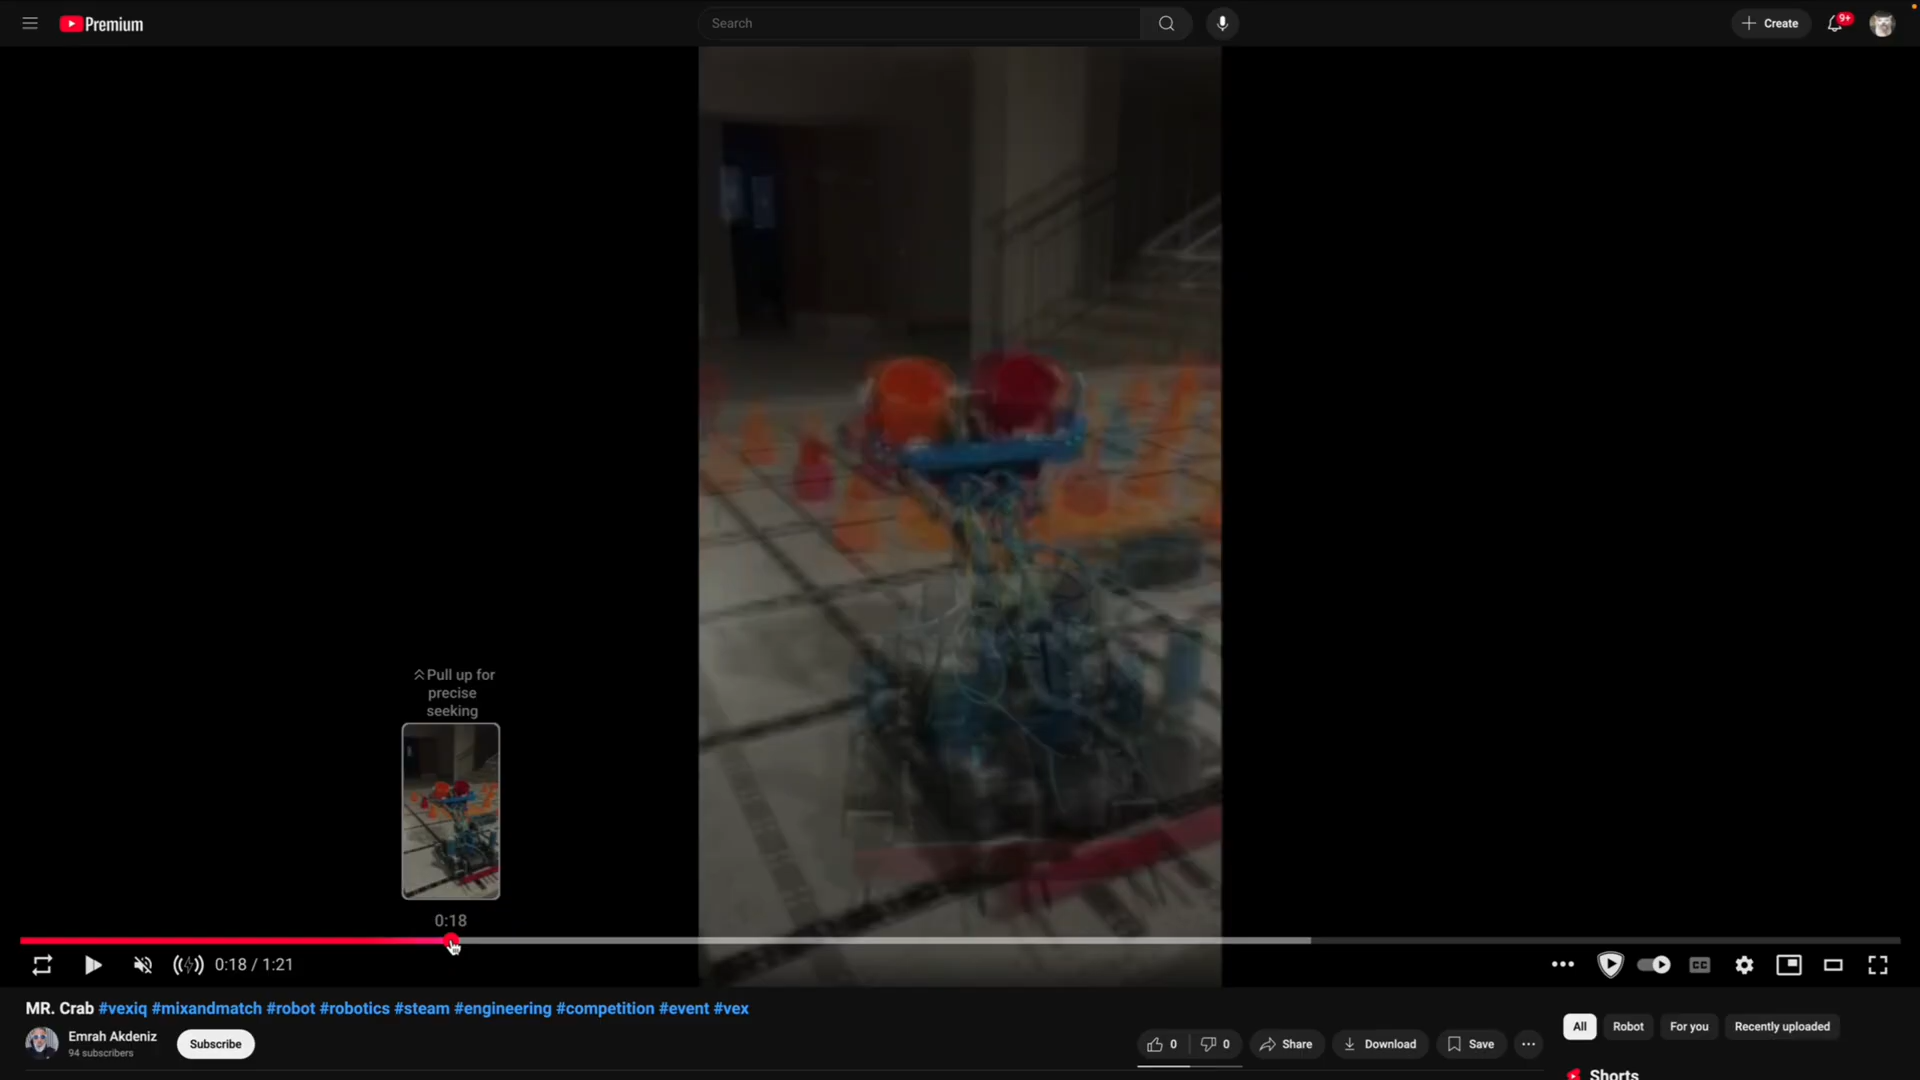 Premium
Search
Create
9+
Pull up for
precise
seeking
0:18
0:18 / 1:21
CC
MR. Crab #vexiq #mixandmatch #robot #robotics #steam #engineering #competition #event #vex
Emrah Akdeniz
94 subscribers
Subscribe
0
0
Share
Download
Save
All
Robot
For you
Recently uploaded
Shorts